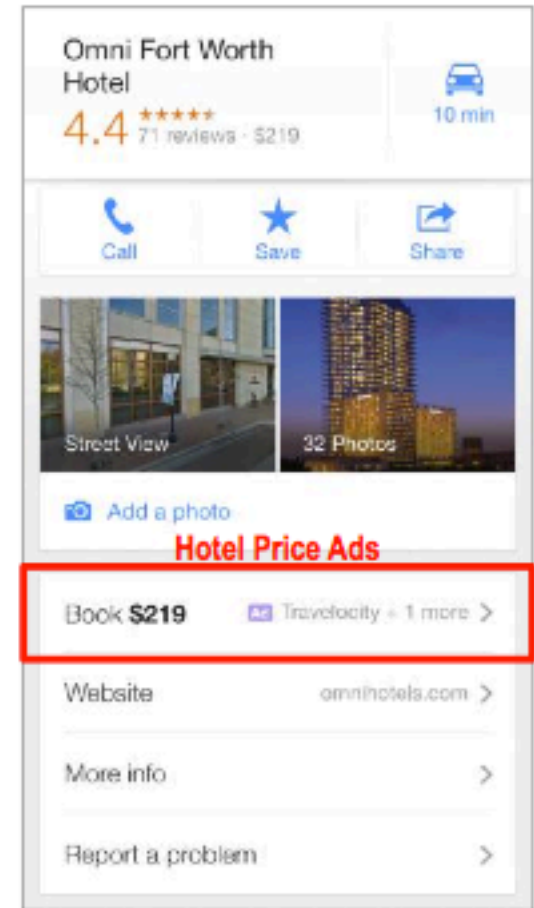 Omni Fort Worth
Hotel
4.4 71 reviews · $219
10 min
Call
Save
Share
Street View
32 Photos
Add a photo
Hotel Price Ads
Book $219 Ad Travelocity + 1 more >
Website omnihotels.com >
More info >
Report a problem >